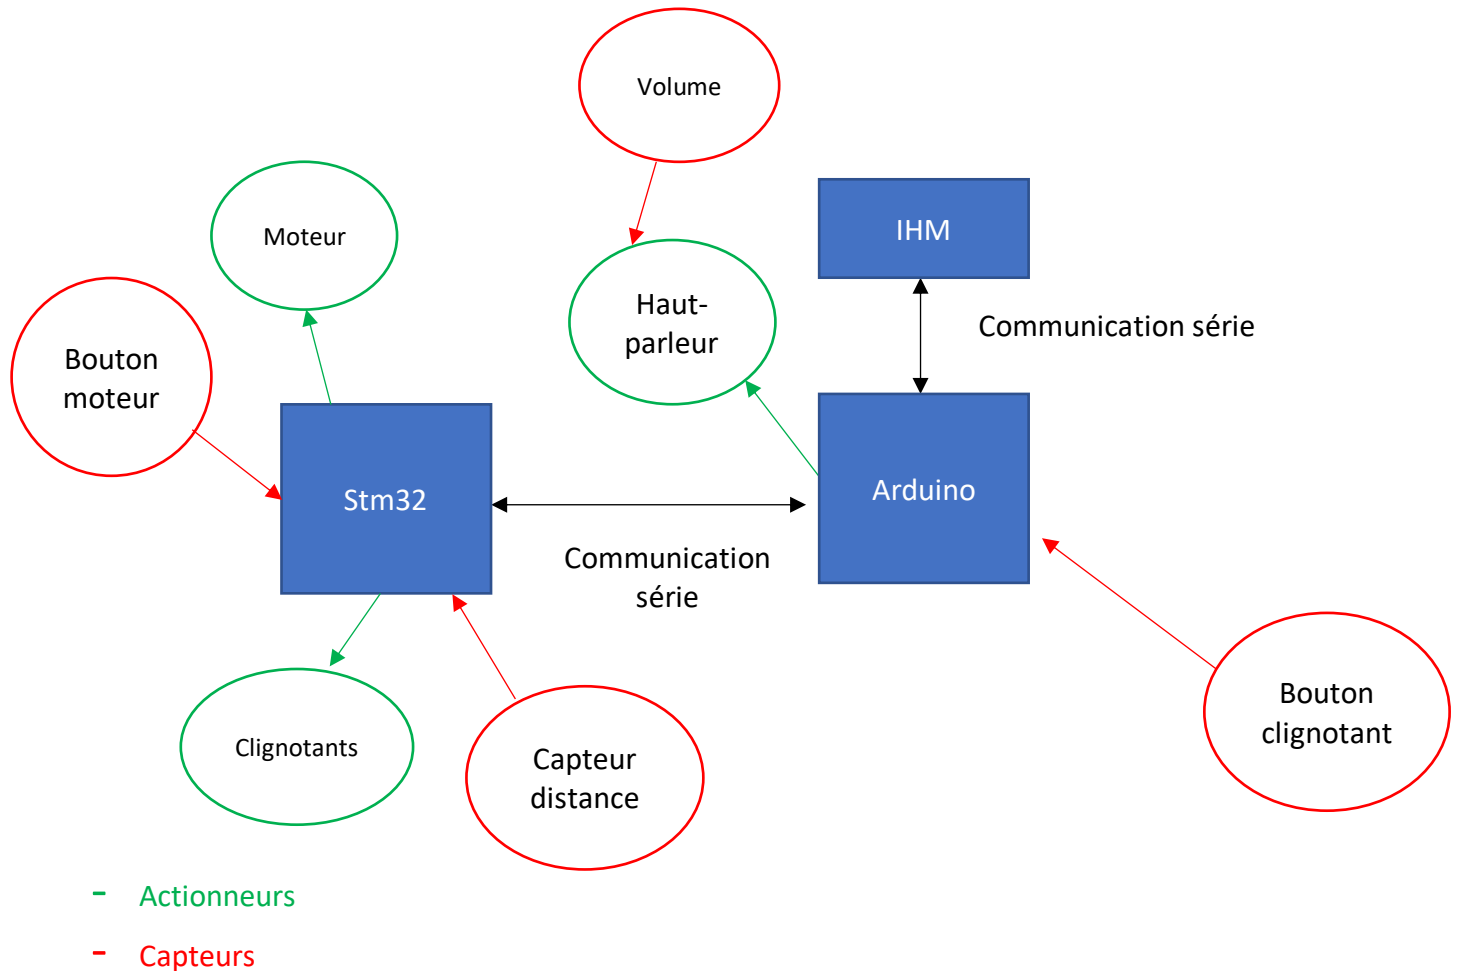 Volume
Moteur
IHM
Haut-
parleur
Communication série
Bouton
moteur
Stm32
Arduino
Communication
série
Bouton
clignotant
Clignotants
Capteur
distance
- Actionneurs
- Capteurs